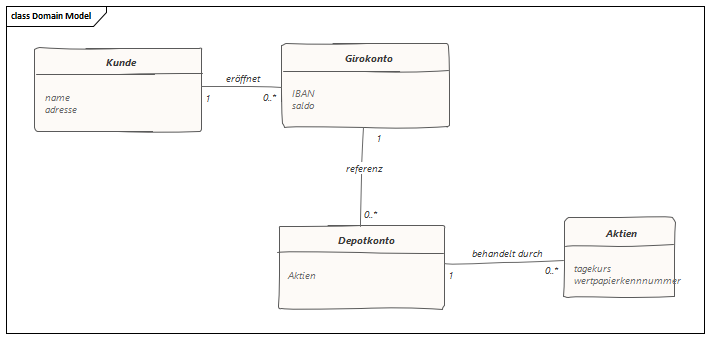 class Domain Model
Kunde
name
adresse
eröffnet
1
0..*
Girokonto
IBAN
saldo
1
referenz
0..*
Depotkonto
Aktien
behandelt durch
1
0..*
Aktien
tagekurs
wertpapierkennnummer